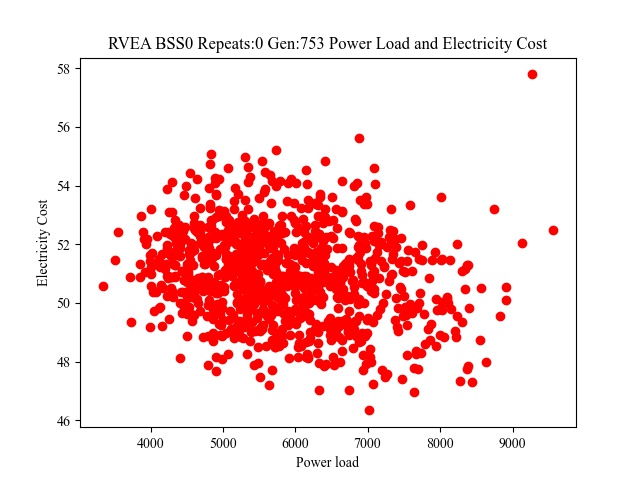 RVEA BSS0 Repeats:0 Gen:753 Power Load and Electricity Cost
58
56
54
52
50
48
46
Electricity Cost
4000 5000 6000 7000 8000 9000
Power load